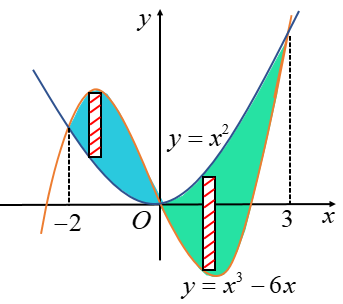 y
y = x²
−2
O
3
x
y = x³ − 6x